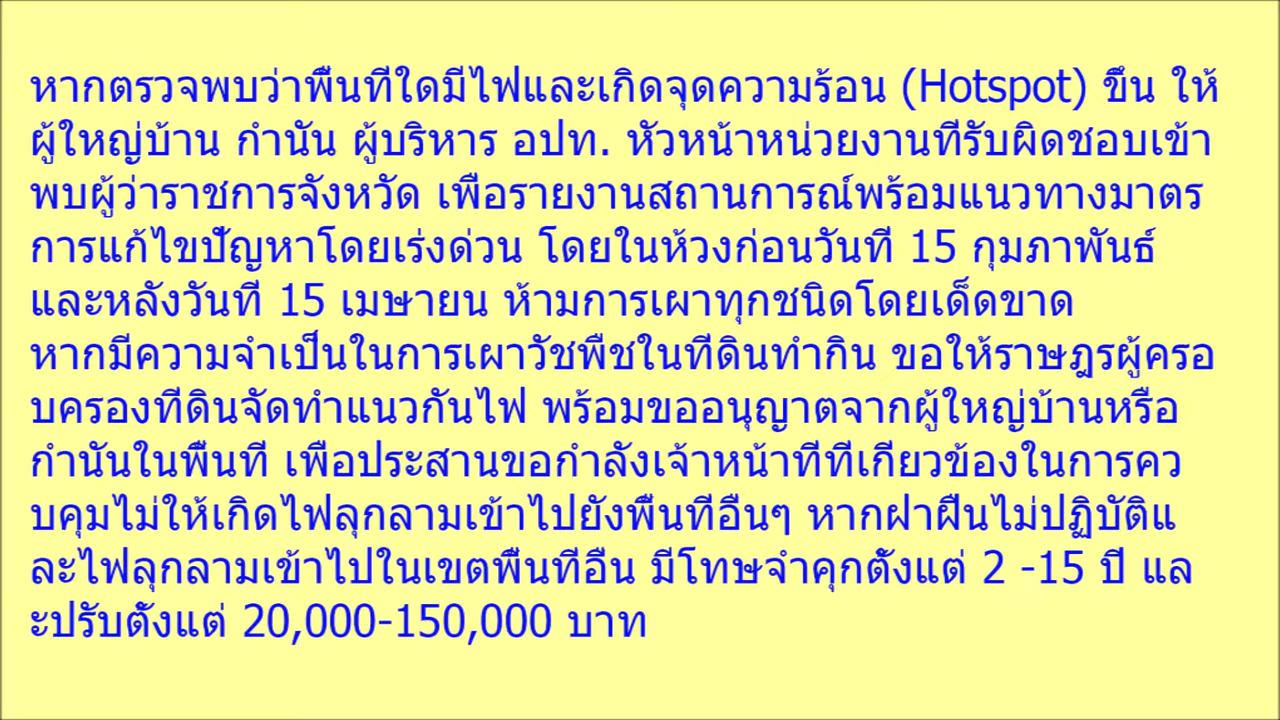 หากตรวจพบว่าพื้นที่ใดมีไฟและเกิดจุดความร้อน (Hotspot) ขึ้น ให้
ผู้ใหญ่บ้าน กำนัน ผู้บริหาร อปท. หัวหน้าหน่วยงานที่รับผิดชอบเข้า
พบผู้ว่าราชการจังหวัด เพื่อรายงานสถานการณ์พร้อมแนวทางมาตร
การแก้ไขปัญหาโดยเร่งด่วน โดยในห้วงก่อนวันที่ 15 กุมภาพันธ์
และหลังวันที่ 15 เมษายน ห้ามการเผาทุกชนิดโดยเด็ดขาด
หากมีความจำเป็นในการเผาวัชพืชในที่ดินทำกิน ขอให้ราษฎรผู้ครอ
บครองที่ดินจัดทำแนวกันไฟ พร้อมขออนุญาตจากผู้ใหญ่บ้านหรือ
กำนันในพื้นที่ เพื่อประสานขอกำลังเจ้าหน้าที่ที่เกี่ยวข้องในการคว
บคุมไม่ให้เกิดไฟลุกลามเข้าไปยังพื้นที่อื่นๆ หากฝ่าฝืนไม่ปฏิบัติแ
ละไฟลุกลามเข้าไปในเขตพื้นที่อื่น มีโทษจำคุกตั้งแต่ 2 -15 ปี แล
ะปรับตั้งแต่ 20,000-150,000 บาท